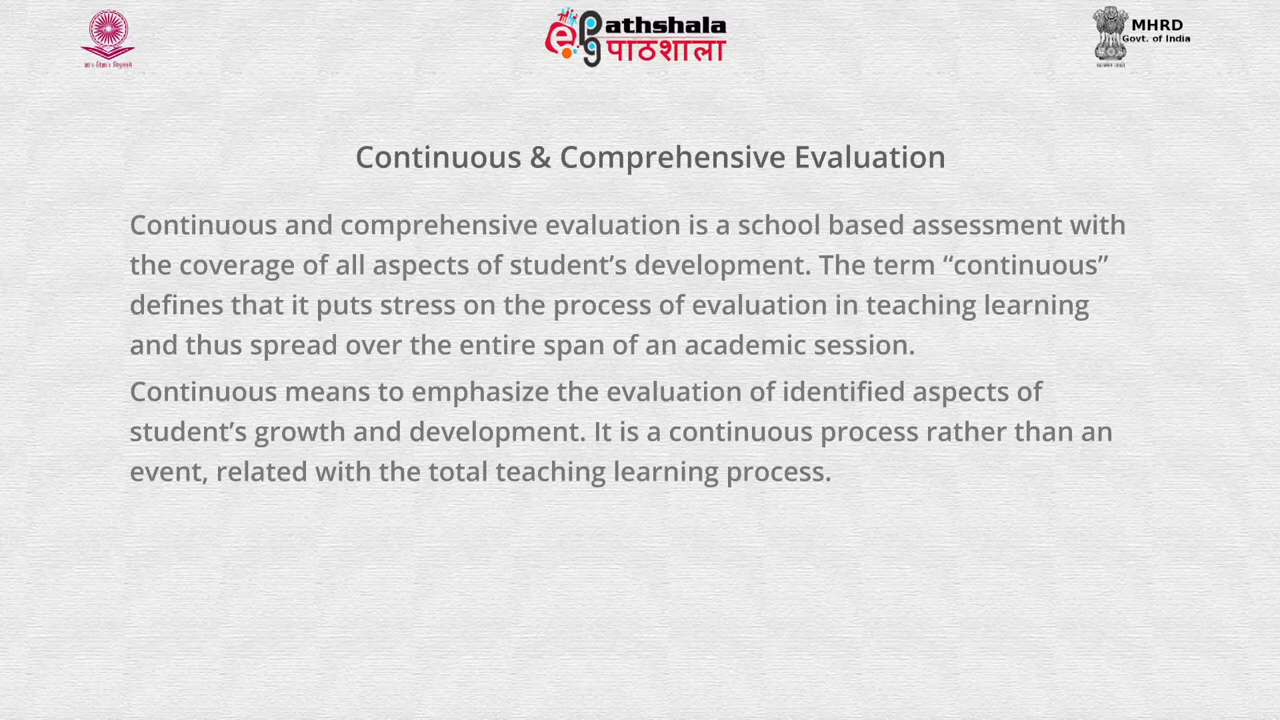 ePathshala
पाठशाला
MHRD
Govt. of India
Continuous & Comprehensive Evaluation
Continuous and comprehensive evaluation is a school based assessment with
the coverage of all aspects of student’s development. The term “continuous”
defines that it puts stress on the process of evaluation in teaching learning
and thus spread over the entire span of an academic session.
Continuous means to emphasize the evaluation of identified aspects of
student’s growth and development. It is a continuous process rather than an
event, related with the total teaching learning process.